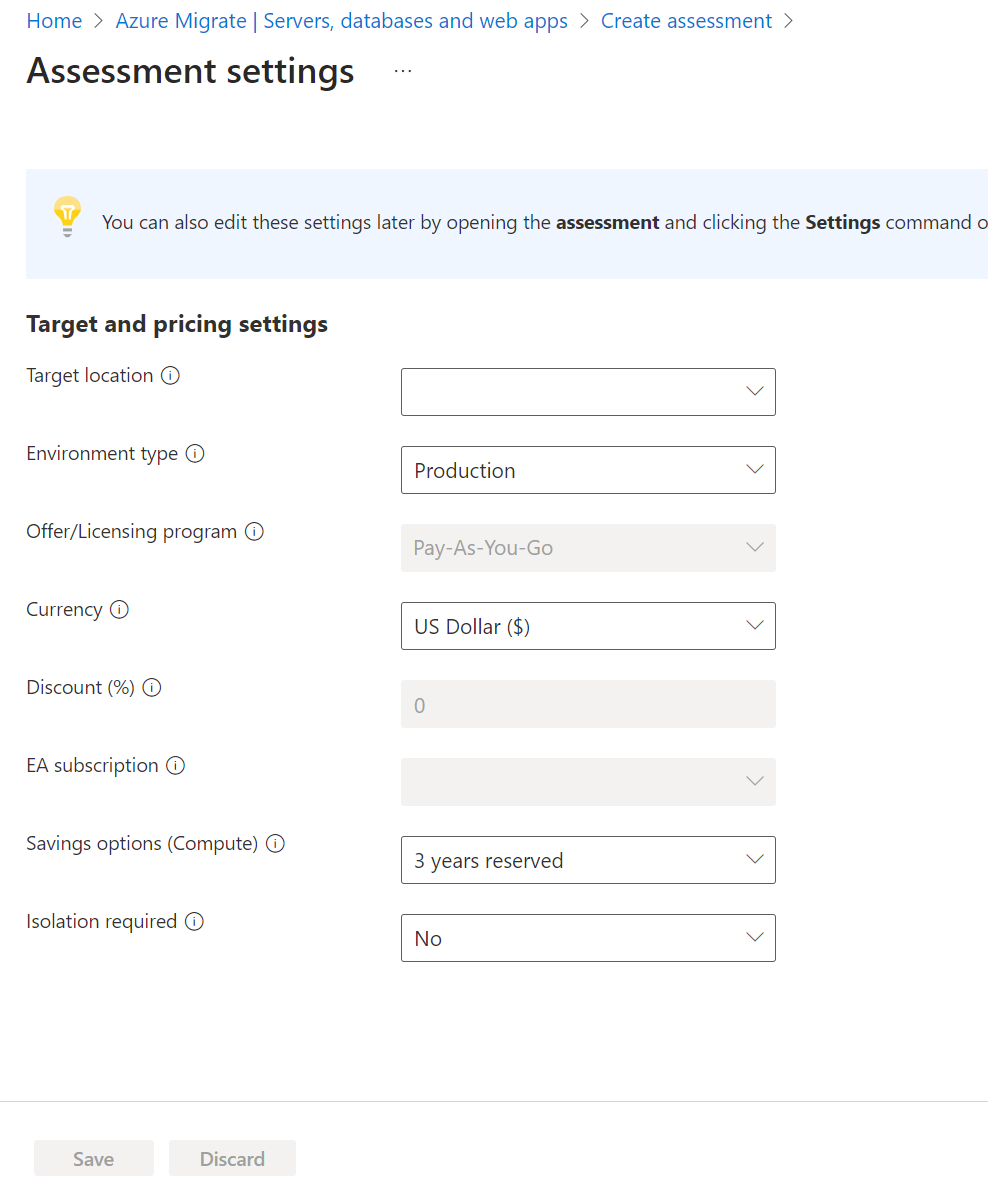 Home > Azure Migrate | Servers, databases and web apps > Create assessment >
Assessment settings ...
You can also edit these settings later by opening the assessment and clicking the Settings command
Target and pricing settings
Target location
Environment type
Production
Offer/Licensing program
Pay-As-You-Go
Currency
US Dollar ($)
Discount (%)
0
EA subscription
Savings options (Compute)
3 years reserved
Isolation required
No
Save Discard